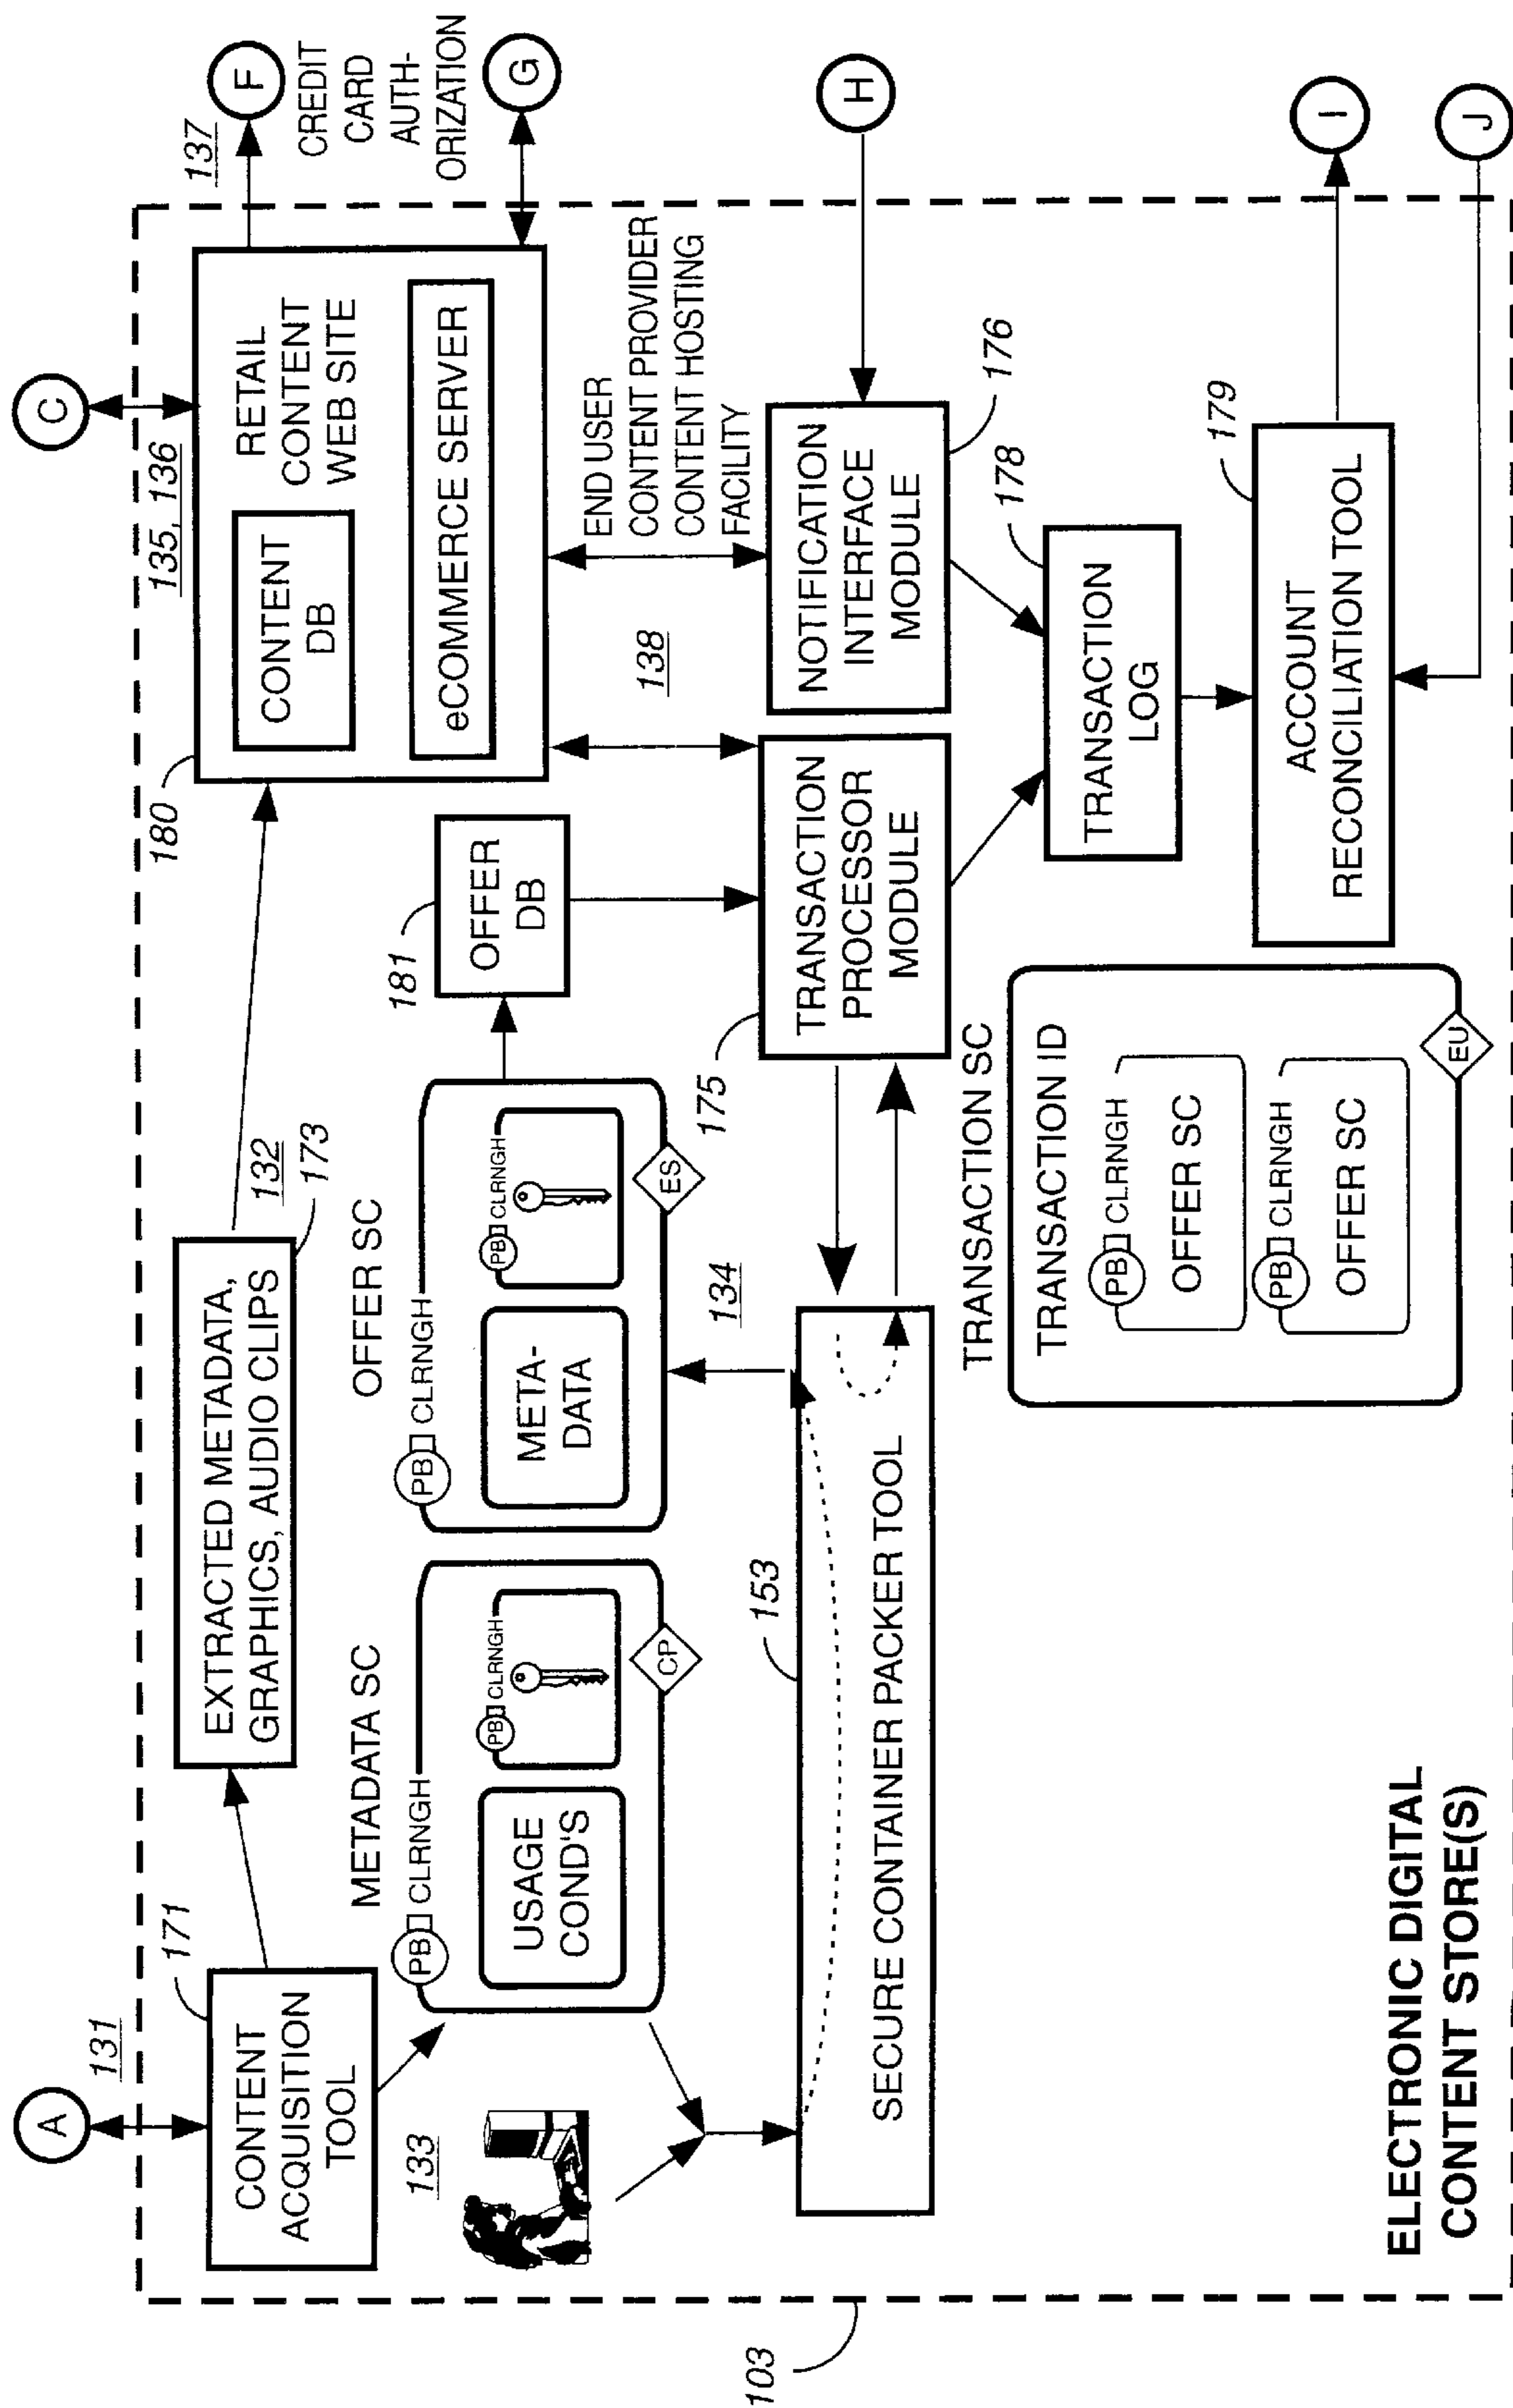 A
131
171
CONTENT
ACQUISITION
TOOL
EXTRACTED METADATA,
GRAPHICS, AUDIO CLIPS
132
173
C
135, 136
180
RETAIL
CONTENT
WEB SITE
CONTENT
DB
eCOMMERCE SERVER
137
F
CREDIT
CARD
AUTH-
ORIZATION
G
METADATA SC
PB CLRNGH
USAGE
COND'S
PB CLRNGH
CP
OFFER SC
PB CLRNGH
META-
DATA
PB CLRNGH
ES
181
OFFER
DB
133
134
138
END USER
CONTENT PROVIDER
CONTENT HOSTING
FACILITY
153
SECURE CONTAINER PACKER TOOL
175
TRANSACTION
PROCESSOR
MODULE
NOTIFICATION
INTERFACE
MODULE
176
H
178
TRANSACTION
LOG
179
ACCOUNT
RECONCILIATION TOOL
I
J
TRANSACTION SC
TRANSACTION ID
PB CLRNGH
OFFER SC
PB CLRNGH
OFFER SC
EU
ELECTRONIC DIGITAL
CONTENT STORE(S)
103